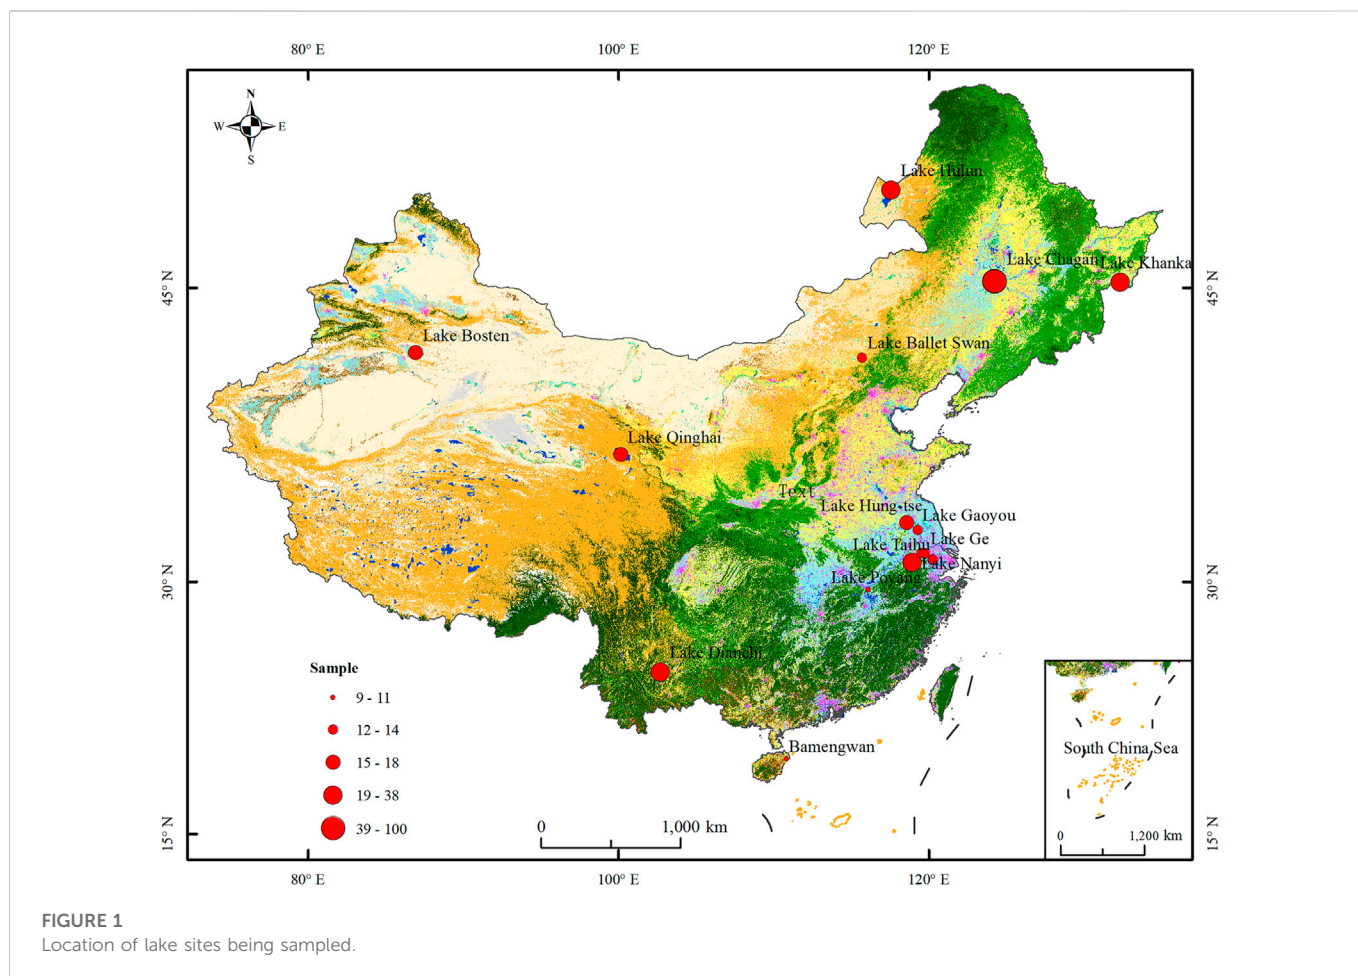 80° E 100° E 120° E
N
W E
S
Lake Hulun
Lake Chagan
Lake Khanka
45° N
45° N
Lake Bosten
Lake Ballet Swan
Lake Qinghai
Text
Lake Hung-tse
Lake Gaoyou
Lake Taihu
Lake Ge
Lake Nanyi
Lake Poyang
30° N
30° N
Lake Dianchi
Sample
9 - 11
12 - 14
15 - 18
19 - 38
39 - 100
Bamengwan
South China Sea
0 1,000 km
0 1,200 km
15° N
15° N
80° E 100° E 120° E
FIGURE 1
Location of lake sites being sampled.